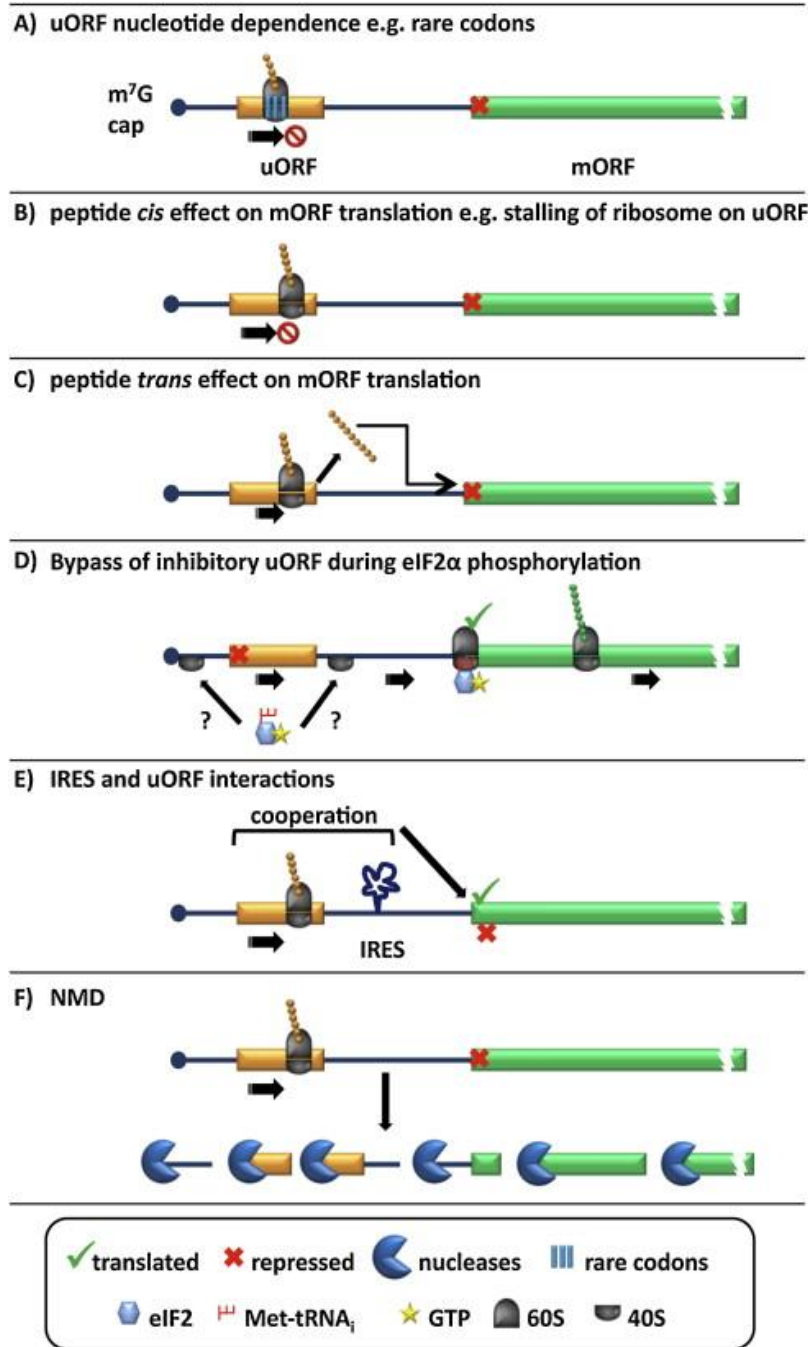 A) uORF nucleotide dependence e.g. rare codons
m⁷G
cap
uORF
mORF
B) peptide cis effect on mORF translation e.g. stalling of ribosome on uORF
C) peptide trans effect on mORF translation
D) Bypass of inhibitory uORF during eIF2α phosphorylation
? ?
E) IRES and uORF interactions
cooperation
IRES
F) NMD
translated repressed nucleases rare codons
eIF2 Met-tRNAᵢ GTP 60S 40S